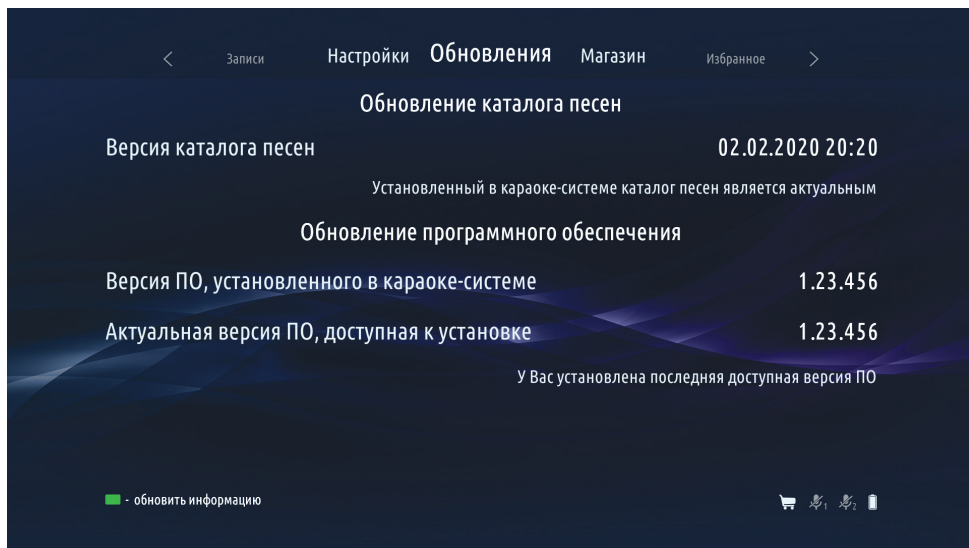 Записи Настройки Обновления Магазин Избранное
Обновление каталога песен
Версия каталога песен 02.02.2020 20:20
Установленный в караоке-системе каталог песен является актуальным
Обновление программного обеспечения
Версия ПО, установленного в караоке-системе 1.23.456
Актуальная версия ПО, доступная к установке 1.23.456
У Вас установлена последняя доступная версия ПО
- обновить информацию 1 2